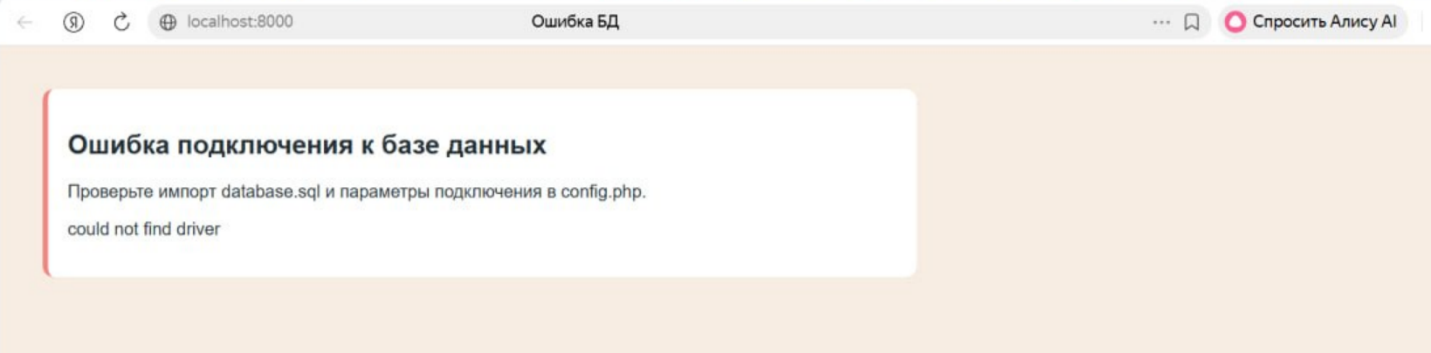 localhost:8000
Ошибка БД
Спросить Алису AI
Ошибка подключения к базе данных
Проверьте импорт database.sql и параметры подключения в config.php.
could not find driver